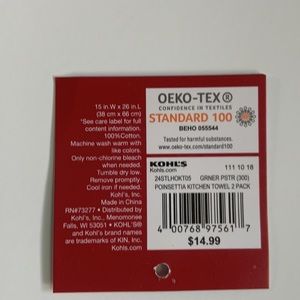 15 in.W x 26 in.L
(38 cm x 66 cm)
*See care label for full
content information.
100%Cotton.
Machine wash warm with
like colors.
Only non-chlorine bleach
when needed.
Tumble dry low.
Remove promptly.
Cool iron if needed.
Made in China
RN#73277 • Distributed by
Kohl's, Inc., Menomonee
Falls, WI 53051 • KOHL'S®
and Kohl's brand names
are trademarks of KIN, Inc.
Kohls.com
OEKO-TEX®
CONFIDENCE IN TEXTILES
STANDARD 100
BEHO 055544
Tested for harmful substances.
www.oeko-tex.com/standard100
KOHL'S
Kohls.com
111 10 18
24STLHOKT05
GRNER PSTR (300)
POINSETTIA KITCHEN TOWEL 2 PACK
4 00768 97561 7
$14.99